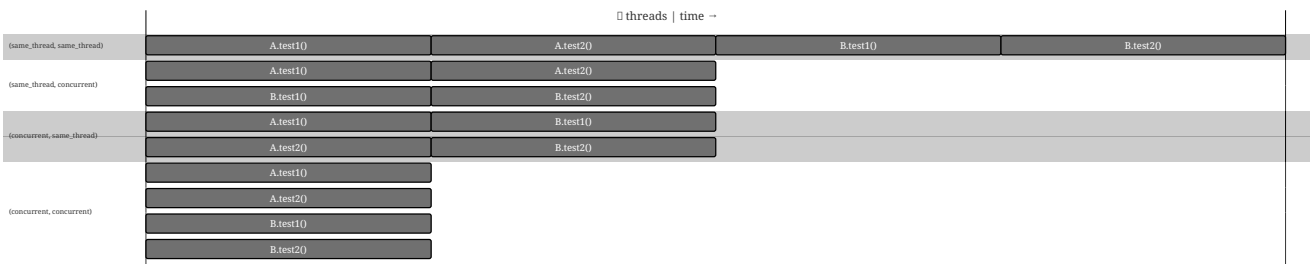 threads | time →
(same_thread, same_thread) A.test1() A.test2() B.test1() B.test2()
A.test1() A.test2()
(same_thread, concurrent)
B.test1() B.test2()
A.test1() B.test1()
(concurrent, same_thread)
A.test2() B.test2()
A.test1()
A.test2()
(concurrent, concurrent)
B.test1()
B.test2()